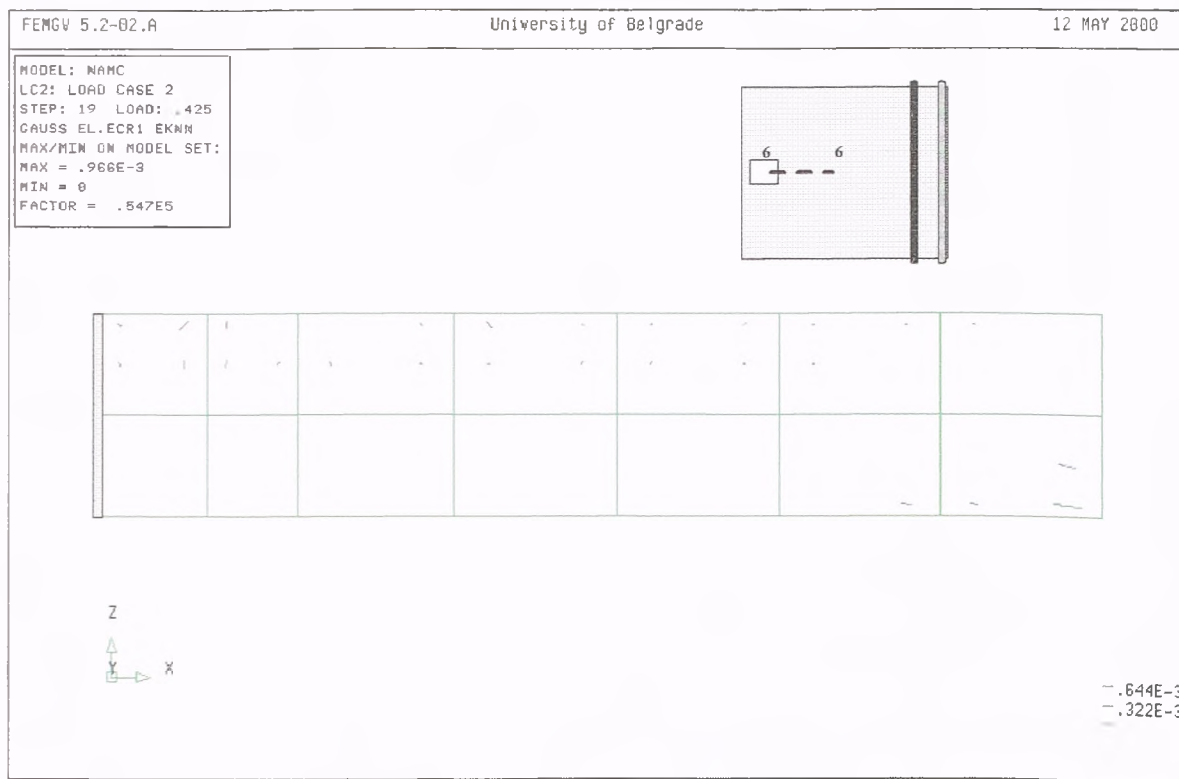 FEMGV 5.2-02.A University of Belgrade 12 MAY 2000
MODEL: NAMC
LC2: LOAD CASE 2
STEP: 19 LOAD: .425
GAUSS EL.ECR1 EKNN
MAX/MIN ON MODEL SET:
MAX = .966E-3
MIN = 0
FACTOR = .547E5
6 6
Z
Y X
.644E-3
.322E-3